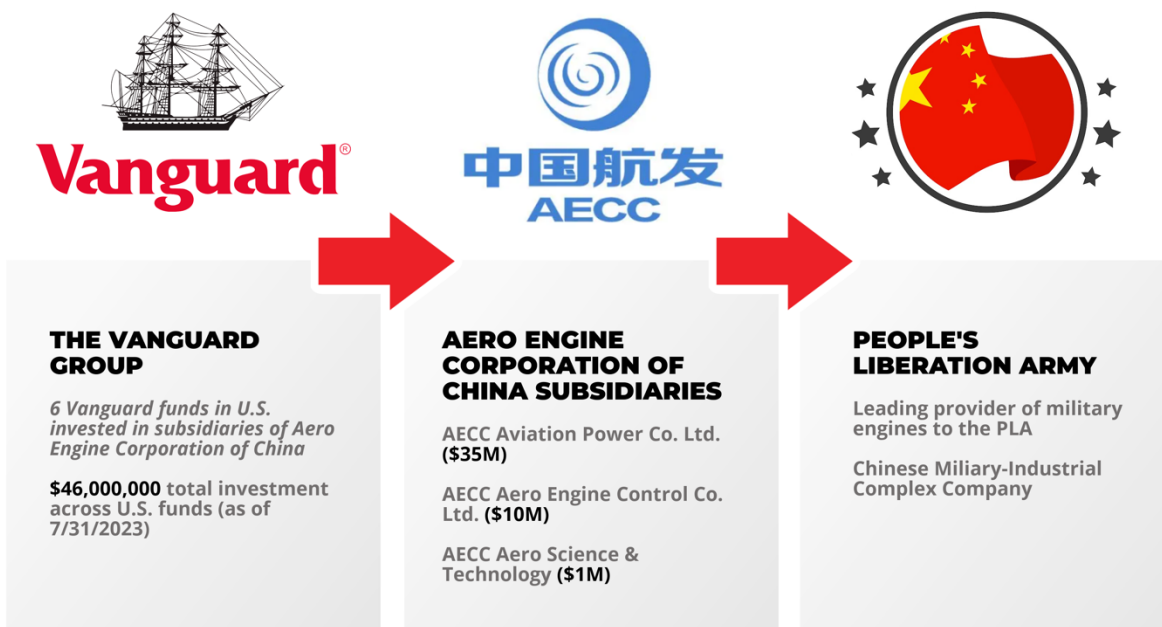 Vanguard®
中国航发
AECC
THE VANGUARD
GROUP
6 Vanguard funds in U.S.
invested in subsidiaries of Aero
Engine Corporation of China
$46,000,000 total investment
across U.S. funds (as of
7/31/2023)
AERO ENGINE
CORPORATION OF
CHINA SUBSIDIARIES
AECC Aviation Power Co. Ltd.
($35M)
AECC Aero Engine Control Co.
Ltd. ($10M)
AECC Aero Science &
Technology ($1M)
PEOPLE'S
LIBERATION ARMY
Leading provider of military
engines to the PLA
Chinese Miliary-Industrial
Complex Company